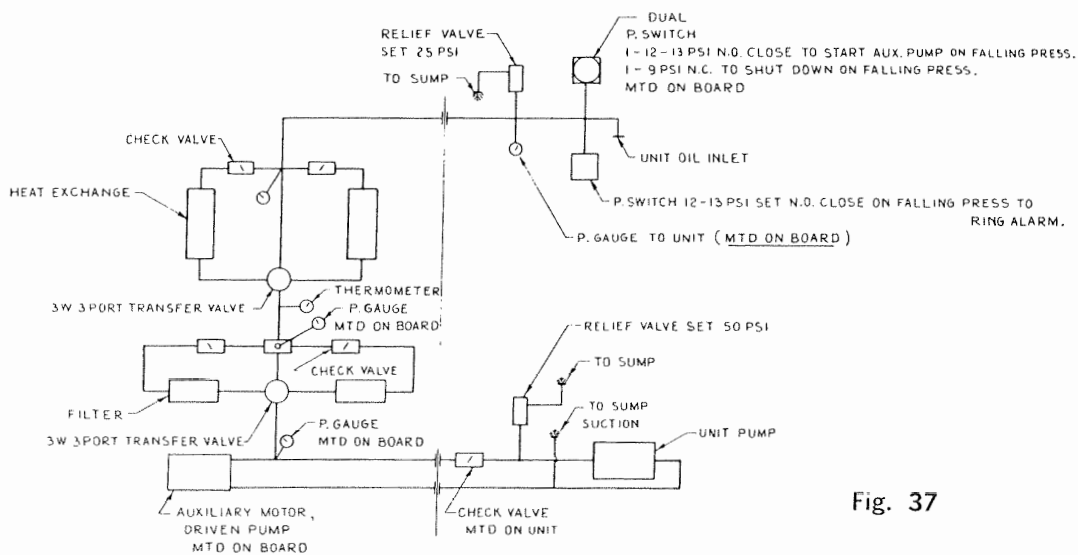 RELIEF VALVE
SET 25 PSI
TO SUMP
DUAL
P. SWITCH
1-12-13 PSI N.O. CLOSE TO START AUX. PUMP ON FALLING PRESS.
1-9 PSI N.C. TO SHUT DOWN ON FALLING PRESS.
MTD ON BOARD
CHECK VALVE
UNIT OIL INLET
HEAT EXCHANGE
P. SWITCH 12-13 PSI SET N.O. CLOSE ON FALLING PRESS TO
RING ALARM.
P. GAUGE TO UNIT (MTD ON BOARD)
3W 3PORT TRANSFER VALVE
THERMOMETER
P. GAUGE
MTD ON BOARD
RELIEF VALVE SET 50 PSI
CHECK VALVE
TO SUMP
FILTER
TO SUMP
SUCTION
UNIT PUMP
3W 3PORT TRANSFER VALVE
P. GAUGE
MTD ON BOARD
AUXILIARY MOTOR,
DRIVEN PUMP
MTD ON BOARD
CHECK VALVE
MTD ON UNIT
Fig. 37